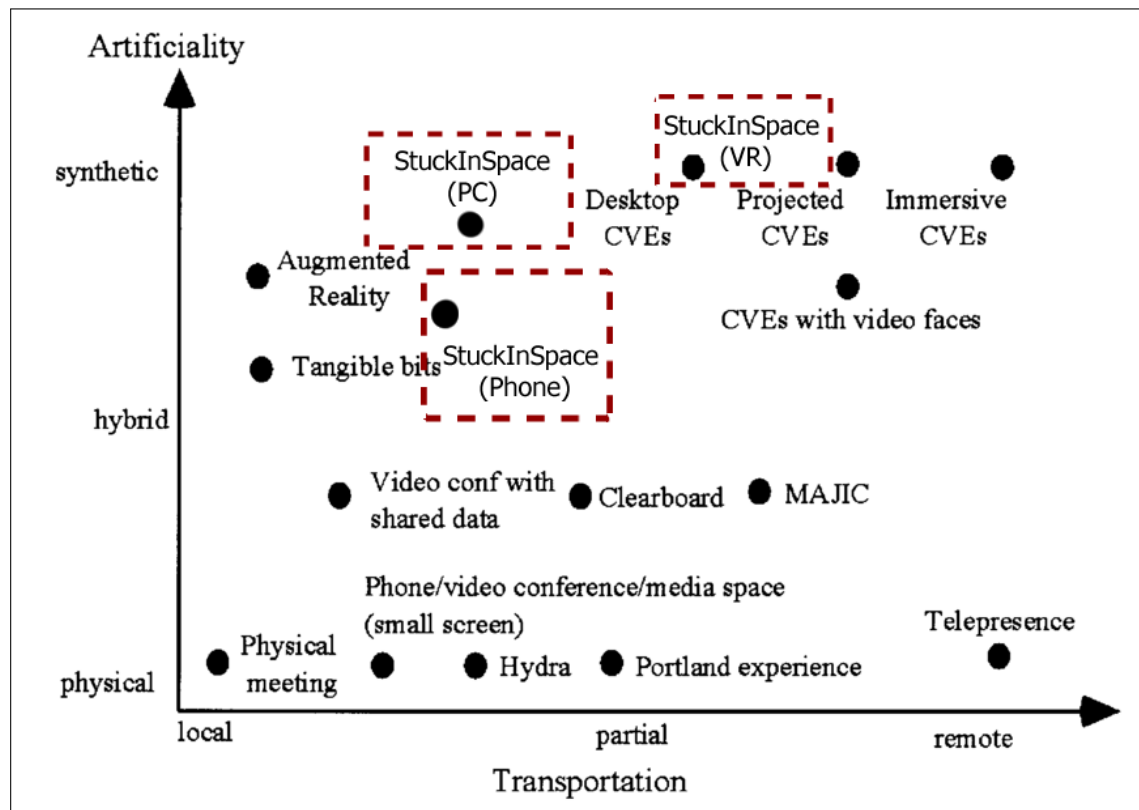 Artificiality
synthetic
StuckInSpace
(PC)
StuckInSpace
(VR)
Desktop
CVEs
Projected
CVEs
Immersive
CVEs
Augmented
Reality
CVEs with video faces
StuckInSpace
(Phone)
Tangible bits
hybrid
Video conf with
shared data
Clearboard
MAJIC
Phone/video conference/media space
(small screen)
Physical
meeting
Hydra
Portland experience
Telepresence
physical
local
partial
remote
Transportation